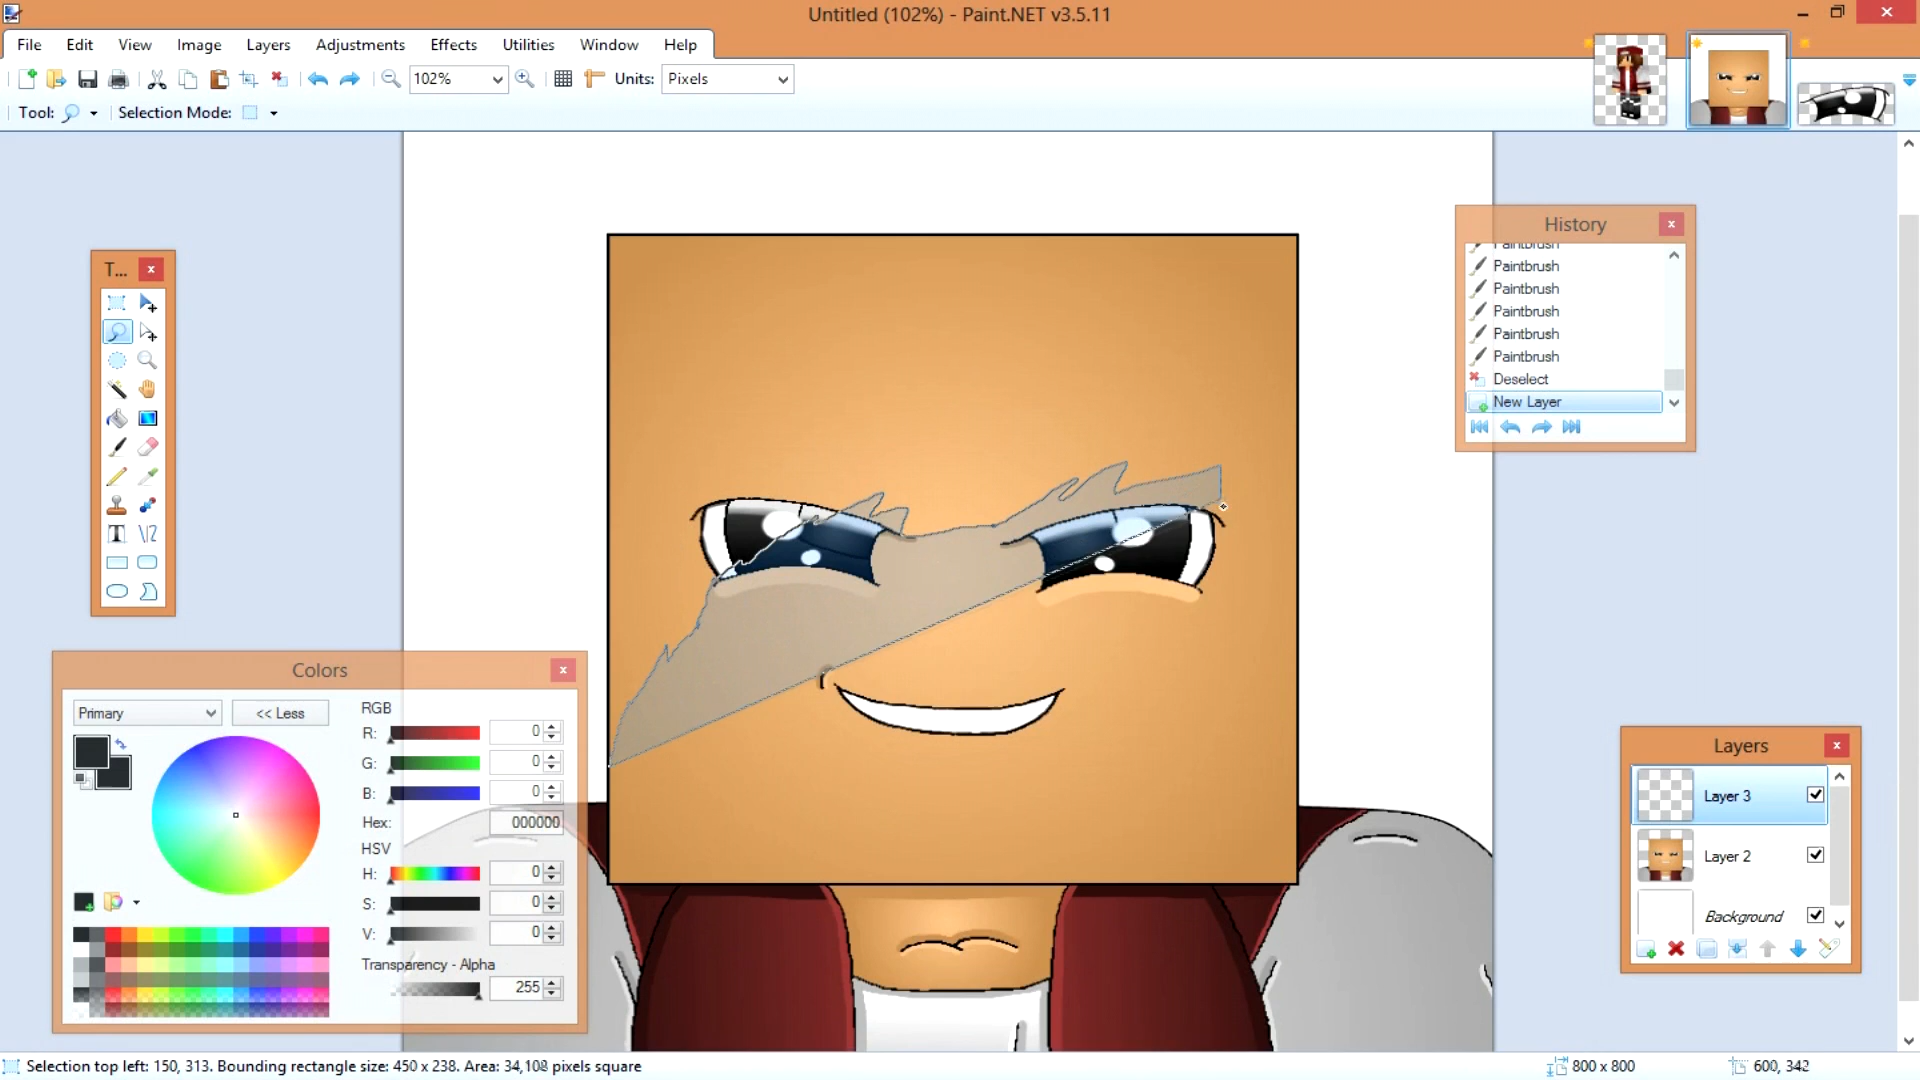 Untitled (102%) - Paint.NET v3.5.11
File Edit View Image Layers Adjustments Effects Utilities Window Help
102% Units: Pixels
Tool: Selection Mode:
T...
History
Paintbrush
Paintbrush
Paintbrush
Paintbrush
Paintbrush
Paintbrush
Deselect
New Layer
Colors
Primary << Less
RGB
R: 0
G: 0
B: 0
Hex: 000000
HSV
H: 0
S: 0
V: 0
Transparency - Alpha
255
Layers
Layer 3
Layer 2
Background
Selection top left: 150, 313. Bounding rectangle size: 450 x 238. Area: 34,108 pixels square 800 x 800 600, 342